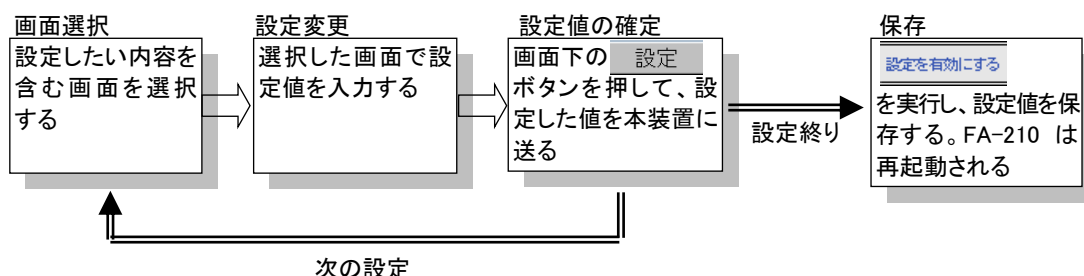 画面選択
設定したい内容を
含む画面を選択
する
設定変更
選択した画面で設
定値を入力する
設定値の確定
画面下の 設定
ボタンを押して、設
定した値を本装置に
送る
設定終り
保存
設定を有効にする
を実行し、設定値を保
存する。FA-210 は
再起動される
次の設定